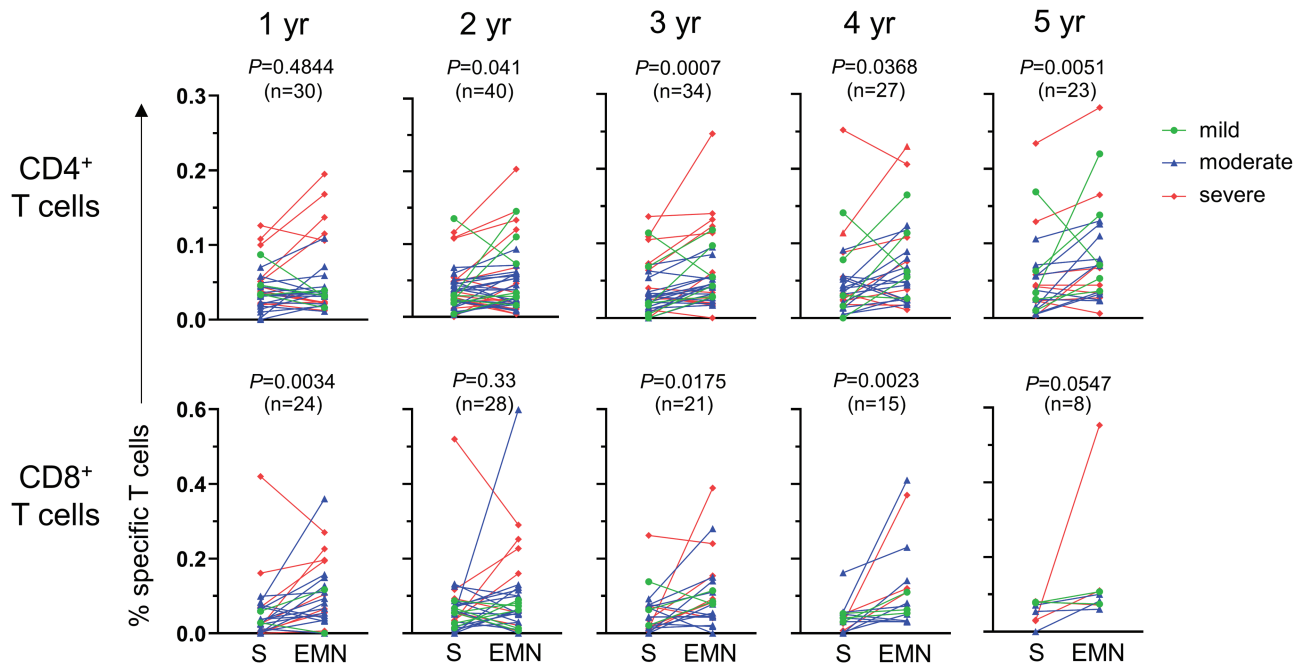 1 yr 2 yr 3 yr 4 yr 5 yr
P=0.4844 P=0.041 P=0.0007 P=0.0368 P=0.0051
(n=30) (n=40) (n=34) (n=27) (n=23)
CD4+
T cells
0.3
0.2
0.1
0.0
mild
moderate
severe
% specific T cells
P=0.0034 P=0.33 P=0.0175 P=0.0023 P=0.0547
(n=24) (n=28) (n=21) (n=15) (n=8)
CD8+
T cells
0.6
0.4
0.2
0.0
S EMN S EMN S EMN S EMN S EMN